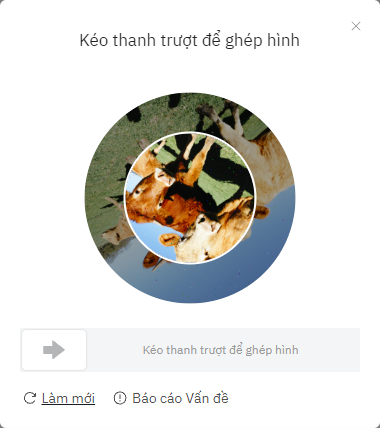 Kéo thanh trượt để ghép hình
Kéo thanh trượt để ghép hình
Làm mới
Báo cáo Vấn đề